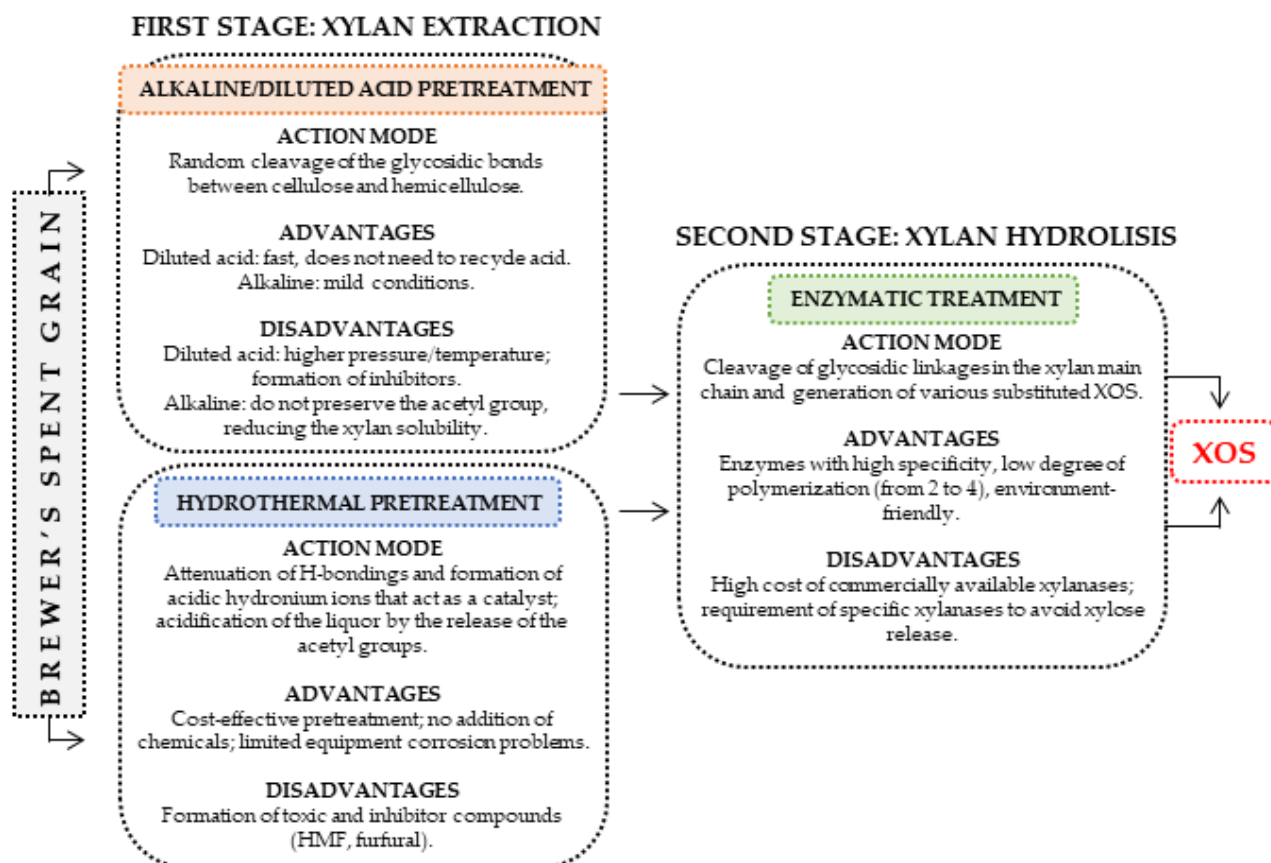 FIRST STAGE: XYLAN EXTRACTION
ALKALINE/DILUTED ACID PRETREATMENT
ACTION MODE
Random cleavage of the glycosidic bonds
between cellulose and hemicellulose.
ADVANTAGES
Diluted acid: fast, does not need to recycle acid.
Alkaline: mild conditions.
DISADVANTAGES
Diluted acid: higher pressure/temperature;
formation of inhibitors.
Alkaline: do not preserve the acetyl group,
reducing the xylan solubility.
HYDROTHERMAL PRETREATMENT
ACTION MODE
Attenuation of H-bondings and formation of
acidic hydronium ions that act as a catalyst;
acidification of the liquor by the release of the
acetyl groups.
ADVANTAGES
Cost-effective pretreatment; no addition of
chemicals; limited equipment corrosion problems.
DISADVANTAGES
Formation of toxic and inhibitor compounds
(HMF, furfural).
BREWER'S SPENT GRAIN
SECOND STAGE: XYLAN HYDROLISIS
ENZYMATIC TREATMENT
ACTION MODE
Cleavage of glycosidic linkages in the xylan main
chain and generation of various substituted XOS.
ADVANTAGES
Enzymes with high specificity, low degree of
polymerization (from 2 to 4), environment-
friendly.
DISADVANTAGES
High cost of commercially available xylanases;
requirement of specific xylanases to avoid xylose
release.
XOS